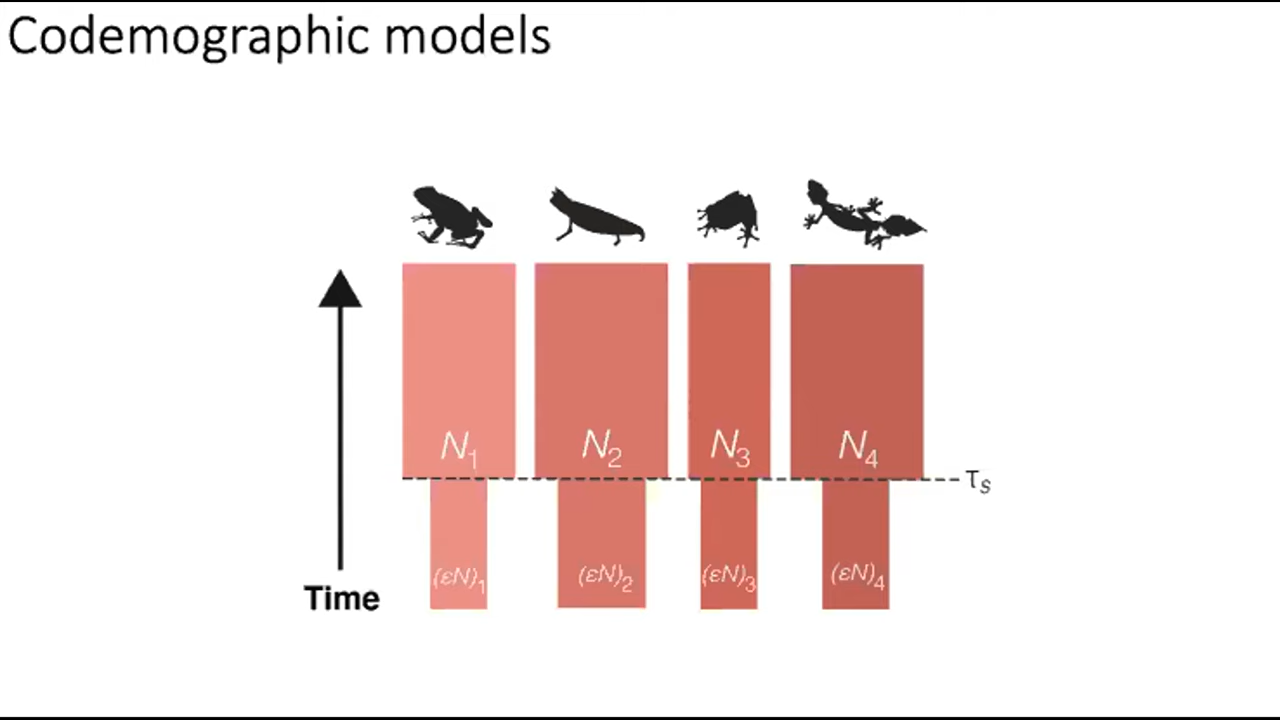 Codemographic models
N₁ N₂ N₃ N₄
τₛ
(εN)₁ (εN)₂ (εN)₃ (εN)₄
Time